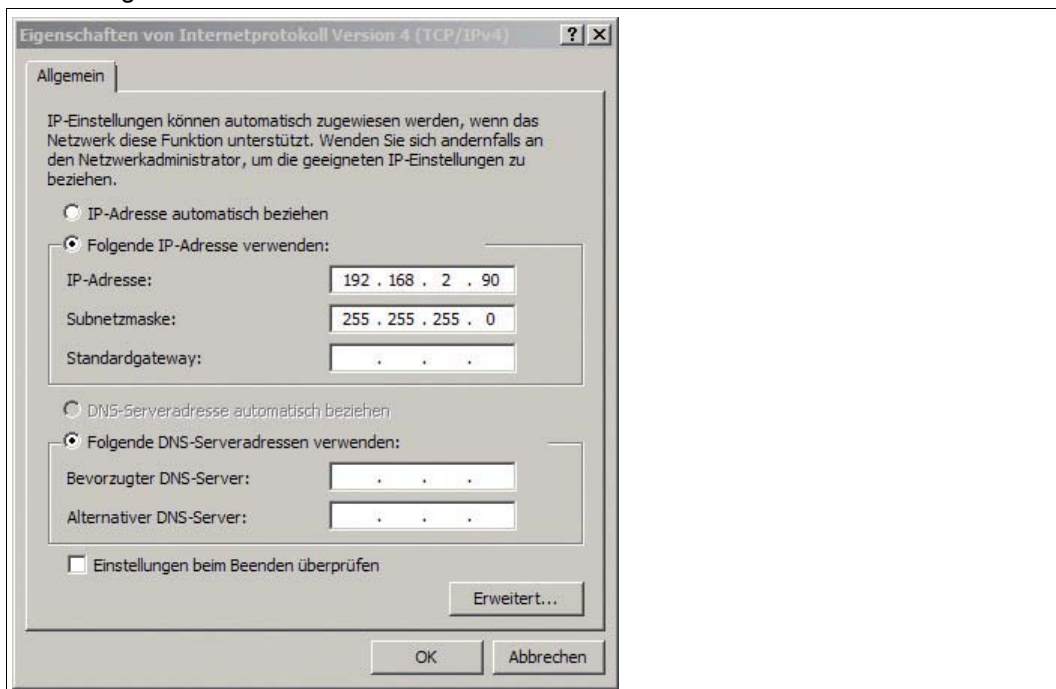 Eigenschaften von Internetprotokoll Version 4 (TCP/IPv4)
Allgemein
IP-Einstellungen können automatisch zugewiesen werden, wenn das
Netzwerk diese Funktion unterstützt. Wenden Sie sich andernfalls an
den Netzwerkadministrator, um die geeigneten IP-Einstellungen zu
beziehen.
IP-Adresse automatisch beziehen
Folgende IP-Adresse verwenden:
IP-Adresse: 192 . 168 . 2 . 90
Subnetzmaske: 255 . 255 . 255 . 0
Standardgateway: . . .
DNS-Serveradresse automatisch beziehen
Folgende DNS-Serveradressen verwenden:
Bevorzugter DNS-Server: . . .
Alternativer DNS-Server: . . .
Einstellungen beim Beenden überprüfen
Erweitert...
OK Abbrechen